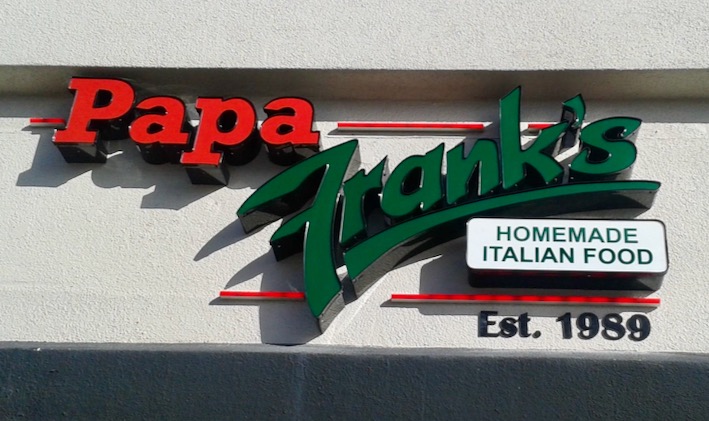 Papa
Frank's
HOMEMADE
ITALIAN FOOD
Est. 1989